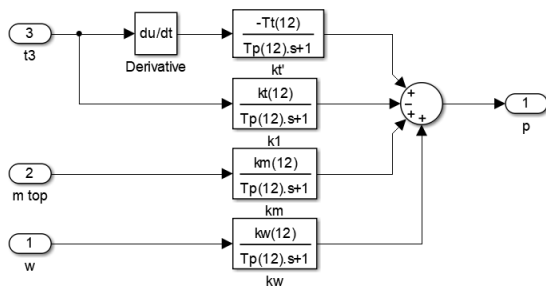 3
t3
du/dt
Derivative
-Tt(12)
Tp(12).s+1
kt'
kt(12)
Tp(12).s+1
k1
2
m top
km(12)
Tp(12).s+1
km
1
w
kw(12)
Tp(12).s+1
kw
+
−
+
+
1
p